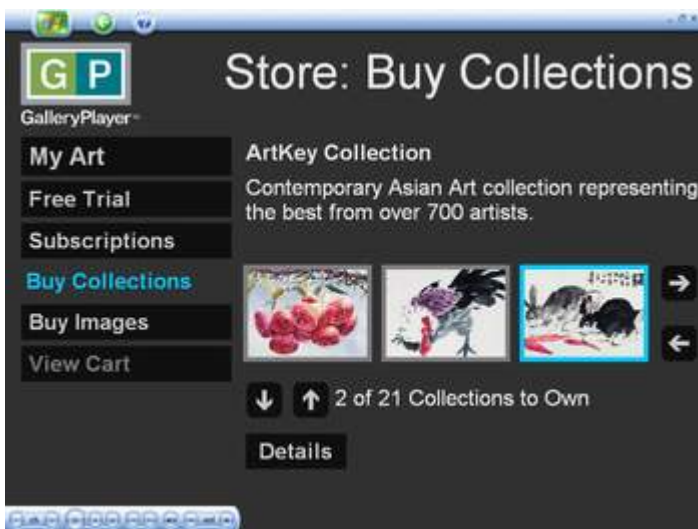 G P
GalleryPlayer
Store: Buy Collections
My Art
Free Trial
Subscriptions
Buy Collections
Buy Images
View Cart
ArtKey Collection
Contemporary Asian Art collection representing
the best from over 700 artists.
2 of 21 Collections to Own
Details